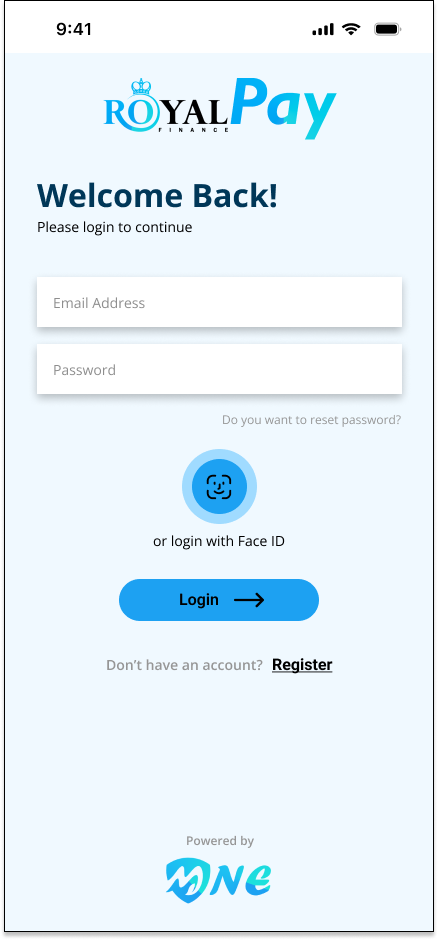 9:41
ROYAL Pay
FINANCE
Welcome Back!
Please login to continue
Email Address
Password
Do you want to reset password?
or login with Face ID
Login
Don’t have an account? Register
Powered by
MNE